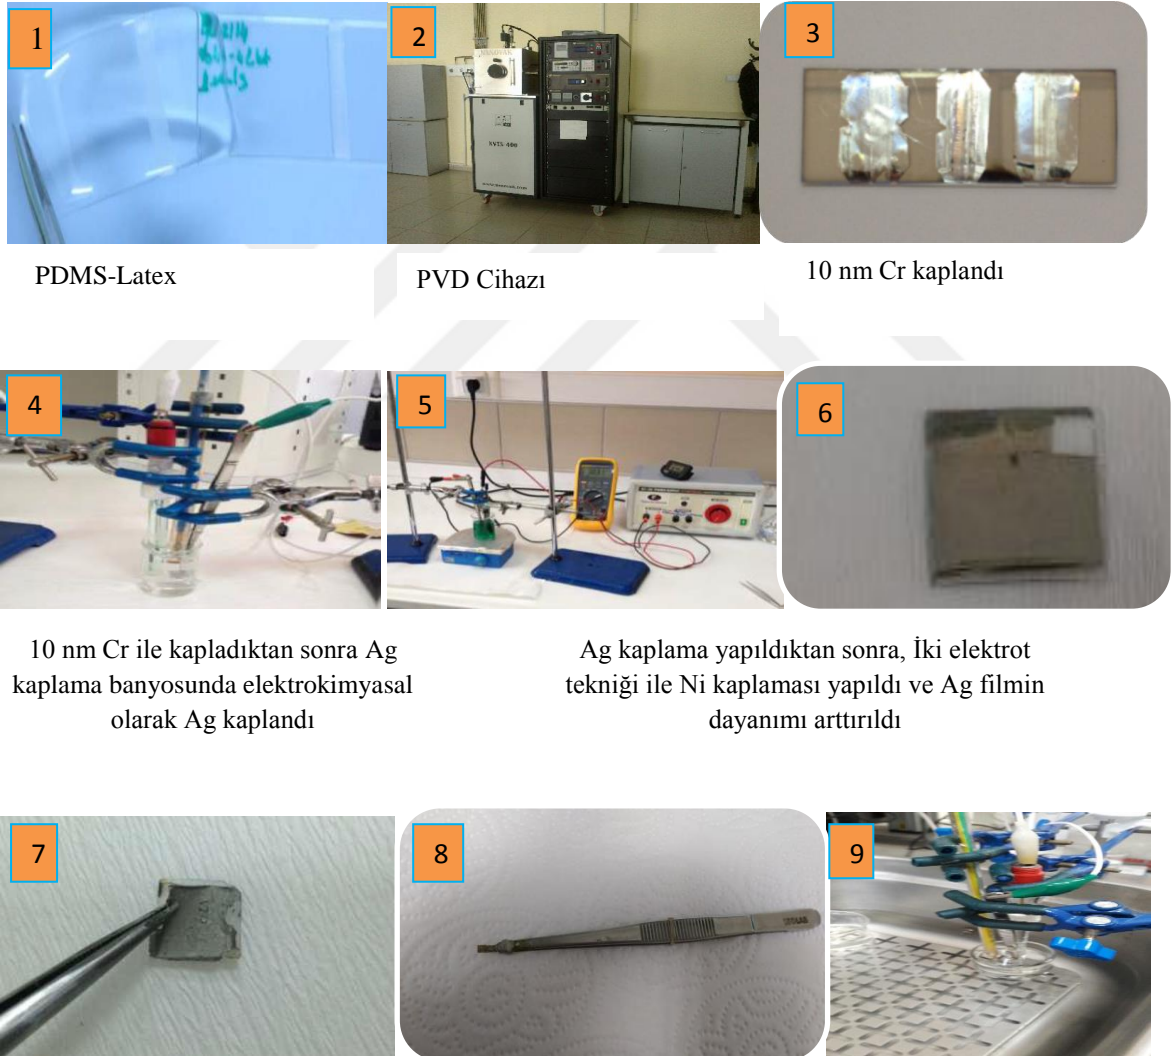 1
2
3
PDMS-Latex
PVD Cihazı
10 nm Cr kaplandı
4
5
6
10 nm Cr ile kapladıktan sonra Ag
kaplama banyosunda elektrokimyasal
olarak Ag kaplandı
Ag kaplama yapıldıktan sonra, İki elektrot
tekniği ile Ni kaplaması yapıldı ve Ag filmin
dayanımı arttırıldı
7
8
9